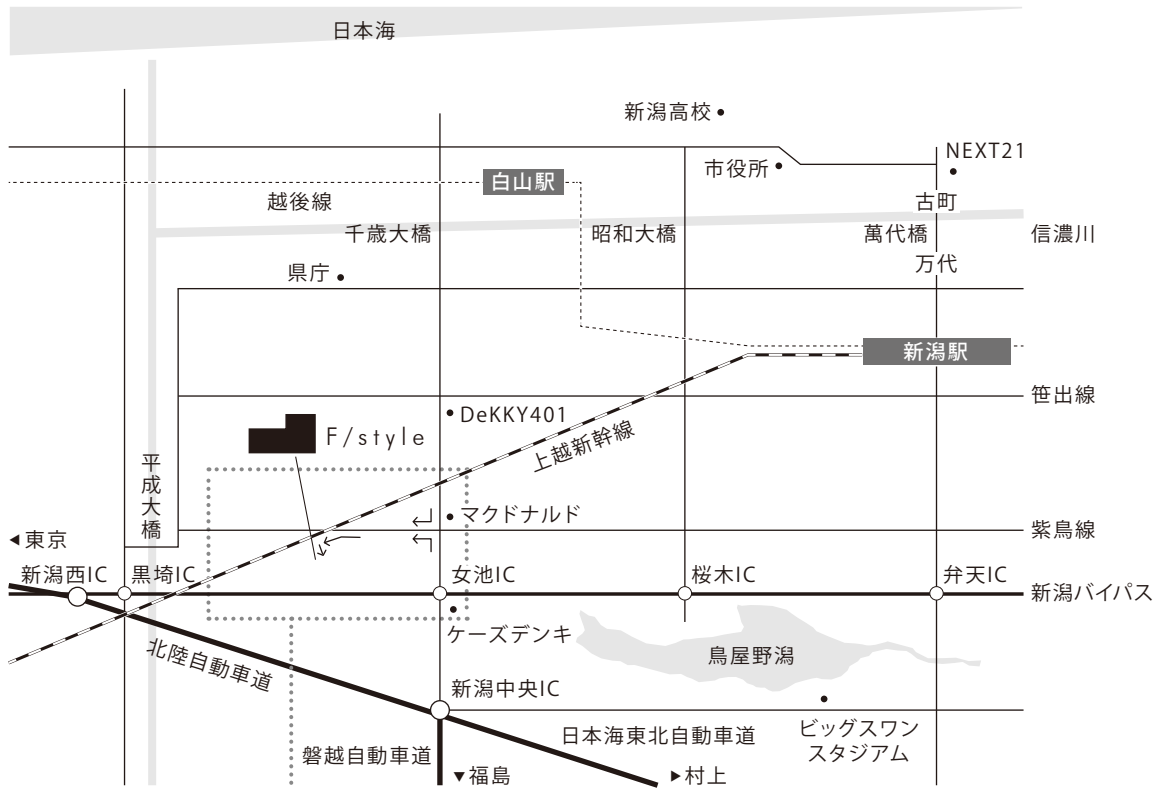 日本海
新潟高校
NEXT21
市役所
白山駅
越後線
古町
千歳大橋
昭和大橋
萬代橋
信濃川
万代
県庁
新潟駅
笹出線
DeKKY401
F/style
上越新幹線
平成大橋
マクドナルド
紫鳥線
◀東京
新潟西IC
黒埼IC
女池IC
桜木IC
弁天IC
新潟バイパス
ケーズデンキ
鳥屋野潟
北陸自動車道
新潟中央IC
ビッグスワン
スタジアム
日本海東北自動車道
磐越自動車道
▼福島
▶村上